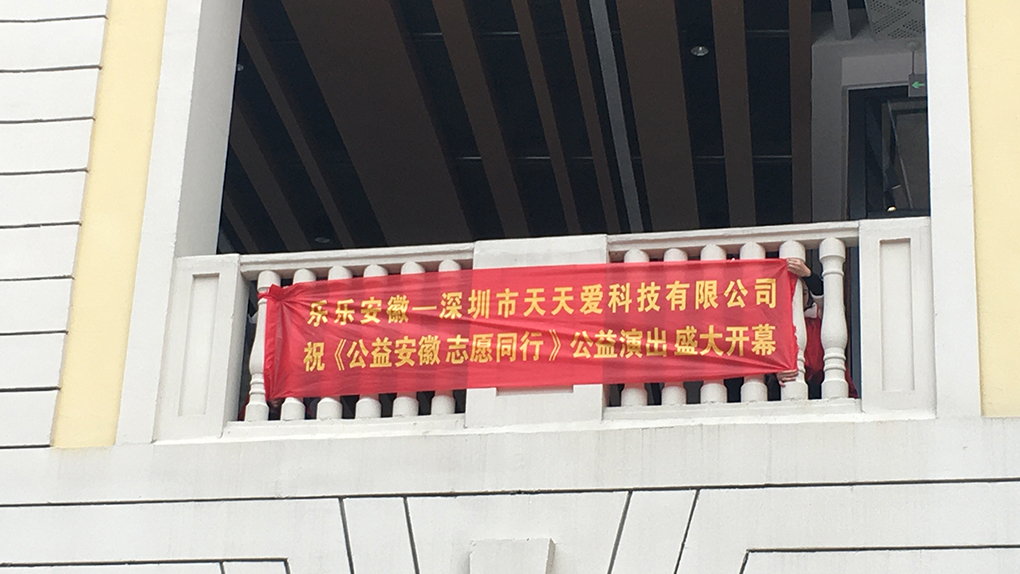 乐乐安徽一深圳市天天爱科技有限公司
祝《公益安徽 志愿同行》公益演出 盛大开幕